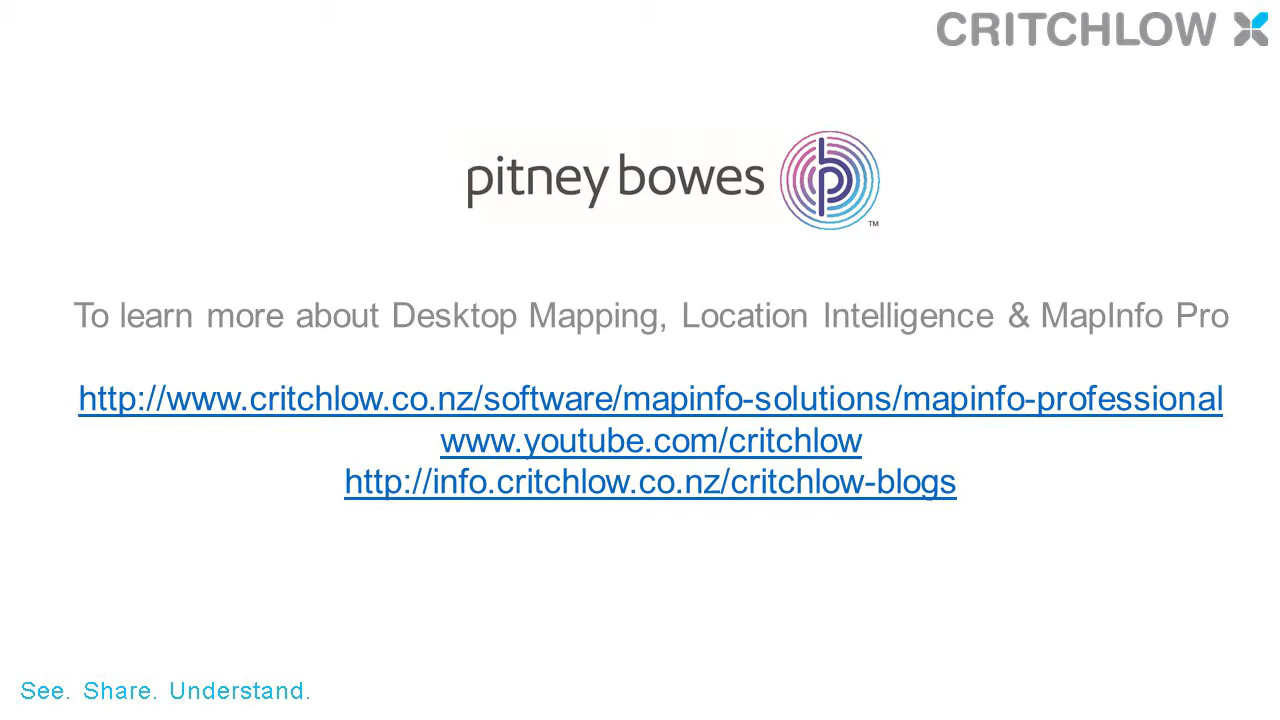 CRITCHLOW
pitney bowes
TM
To learn more about Desktop Mapping, Location Intelligence & MapInfo Pro
http://www.critchlow.co.nz/software/mapinfo-solutions/mapinfo-professional
www.youtube.com/critchlow
http://info.critchlow.co.nz/critchlow-blogs
See. Share. Understand.